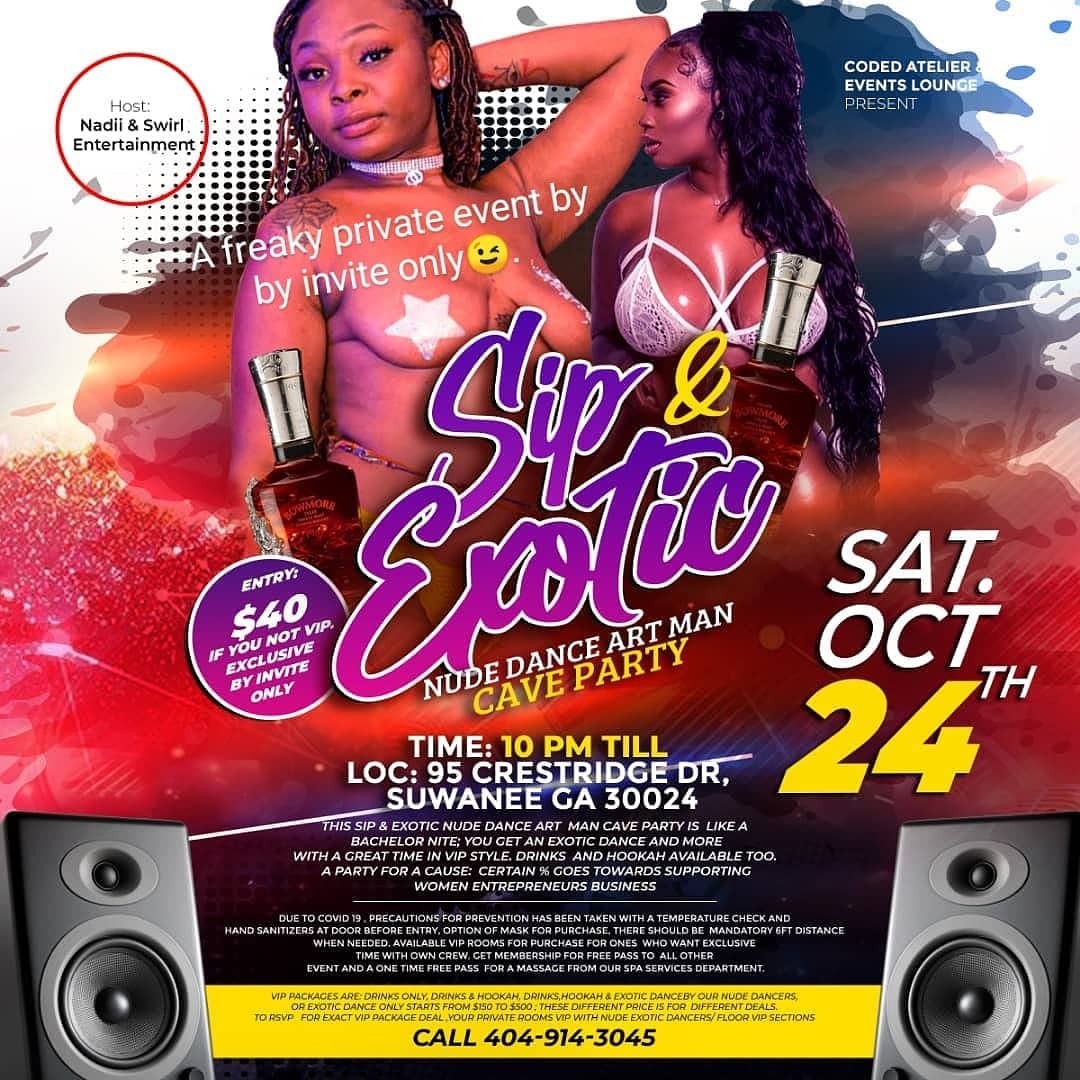 Host:
Nadii & Swirl
Entertainment
CODED ATELIER &
EVENTS LOUNGE
PRESENT
A freaky private event by
by invite only😉.
Sip &
Exotic
NUDE DANCE ART MAN
CAVE PARTY
BOWMORE
BOWMORE
ENTRY:
$40
IF YOU NOT VIP.
EXCLUSIVE
BY INVITE
ONLY
SAT.
OCT
24TH
TIME: 10 PM TILL
LOC: 95 CRESTRIDGE DR,
SUWANEE GA 30024
THIS SIP & EXOTIC NUDE DANCE ART MAN CAVE PARTY IS LIKE A
BACHELOR NITE; YOU GET AN EXOTIC DANCE AND MORE
WITH A GREAT TIME IN VIP STYLE. DRINKS AND HOOKAH AVAILABLE TOO.
A PARTY FOR A CAUSE: CERTAIN % GOES TOWARDS SUPPORTING
WOMEN ENTREPRENEURS BUSINESS
DUE TO COVID 19 , PRECAUTIONS FOR PREVENTION HAS BEEN TAKEN WITH A TEMPERATURE CHECK AND
HAND SANITIZERS AT DOOR BEFORE ENTRY, OPTION OF MASK FOR PURCHASE, THERE SHOULD BE MANDATORY 6FT DISTANCE
WHEN NEEDED. AVAILABLE VIP ROOMS FOR PURCHASE FOR ONES WHO WANT EXCLUSIVE
TIME WITH OWN CREW. GET MEMBERSHIP FOR FREE PASS TO ALL OTHER
EVENT AND A ONE TIME FREE PASS FOR A MASSAGE FROM OUR SPA SERVICES DEPARTMENT.
VIP PACKAGES ARE: DRINKS ONLY, DRINKS & HOOKAH, DRINKS,HOOKAH & EXOTIC DANCEBY OUR NUDE DANCERS,
OR EXOTIC DANCE ONLY STARTS FROM $150 TO $500 ; THESE DIFFERENT PRICE IS FOR DIFFERENT DEALS.
TO RSVP FOR EXACT VIP PACKAGE DEAL ,YOUR PRIVATE ROOMS VIP WITH NUDE EXOTIC DANCERS/ FLOOR VIP SECTIONS
CALL 404-914-3045